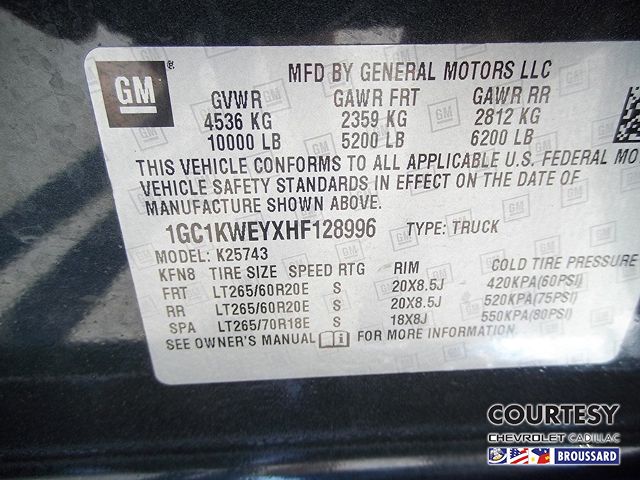 GM ®
MFD BY GENERAL MOTORS LLC
GVWR GAWR FRT GAWR RR
4536 KG 2359 KG 2812 KG
10000 LB 5200 LB 6200 LB
THIS VEHICLE CONFORMS TO ALL APPLICABLE U.S. FEDERAL MO
VEHICLE SAFETY STANDARDS IN EFFECT ON THE DATE OF
MANUFACTURE SHOWN ABOVE.
1GC1KWEYXHF128996 TYPE: TRUCK
MODEL: K25743
KFN8 TIRE SIZE SPEED RTG RIM COLD TIRE PRESSURE
FRT LT265/60R20E S 20X8.5J 420KPA(60PSI)
RR LT265/60R20E S 20X8.5J 520KPA(75PSI)
SPA LT265/70R18E S 18X8J 550KPA(80PSI)
SEE OWNER'S MANUAL FOR MORE INFORMATION
COURTESY
CHEVROLET CADILLAC
BROUSSARD